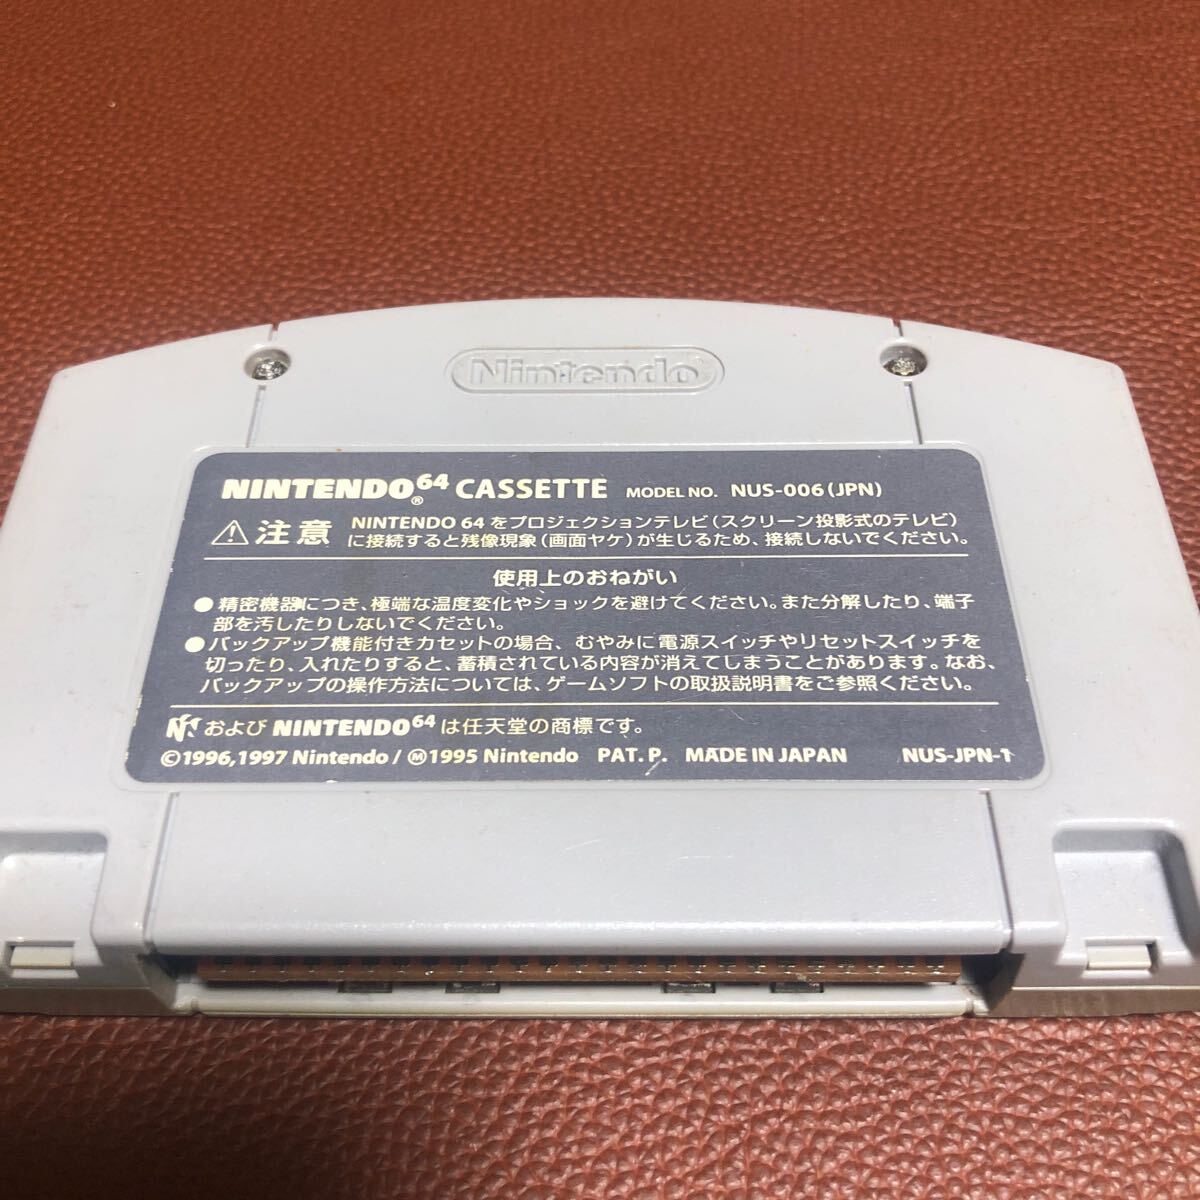 Nintendo
NINTENDO64® CASSETTE MODEL NO. NUS-006(JPN)
⚠注意 NINTENDO 64をプロジェクションテレビ(スクリーン投影式のテレビ)
に接続すると残像現象(画面ヤケ)が生じるため、接続しないでください。
使用上のおねがい
●精密機器につき、極端な温度変化やショックを避けてください。また分解したり、端子
部を汚したりしないでください。
●バックアップ機能付きカセットの場合、むやみに電源スイッチやリセットスイッチを
切ったり、入れたりすると、蓄積されている内容が消えてしまうことがあります。なお、
バックアップの操作方法については、ゲームソフトの取扱説明書をご参照ください。
および NINTENDO64は任天堂の商標です。
©1996,1997 Nintendo/Ⓜ1995 Nintendo PAT. P. MADE IN JAPAN NUS-JPN-1